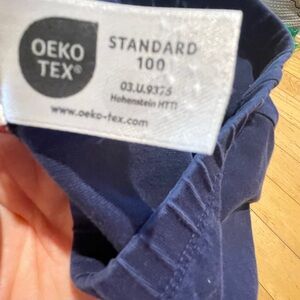 OEKO
TEX®
STANDARD
100
03.U.9375
Hohenstein HTTI
www.oeko-tex.com